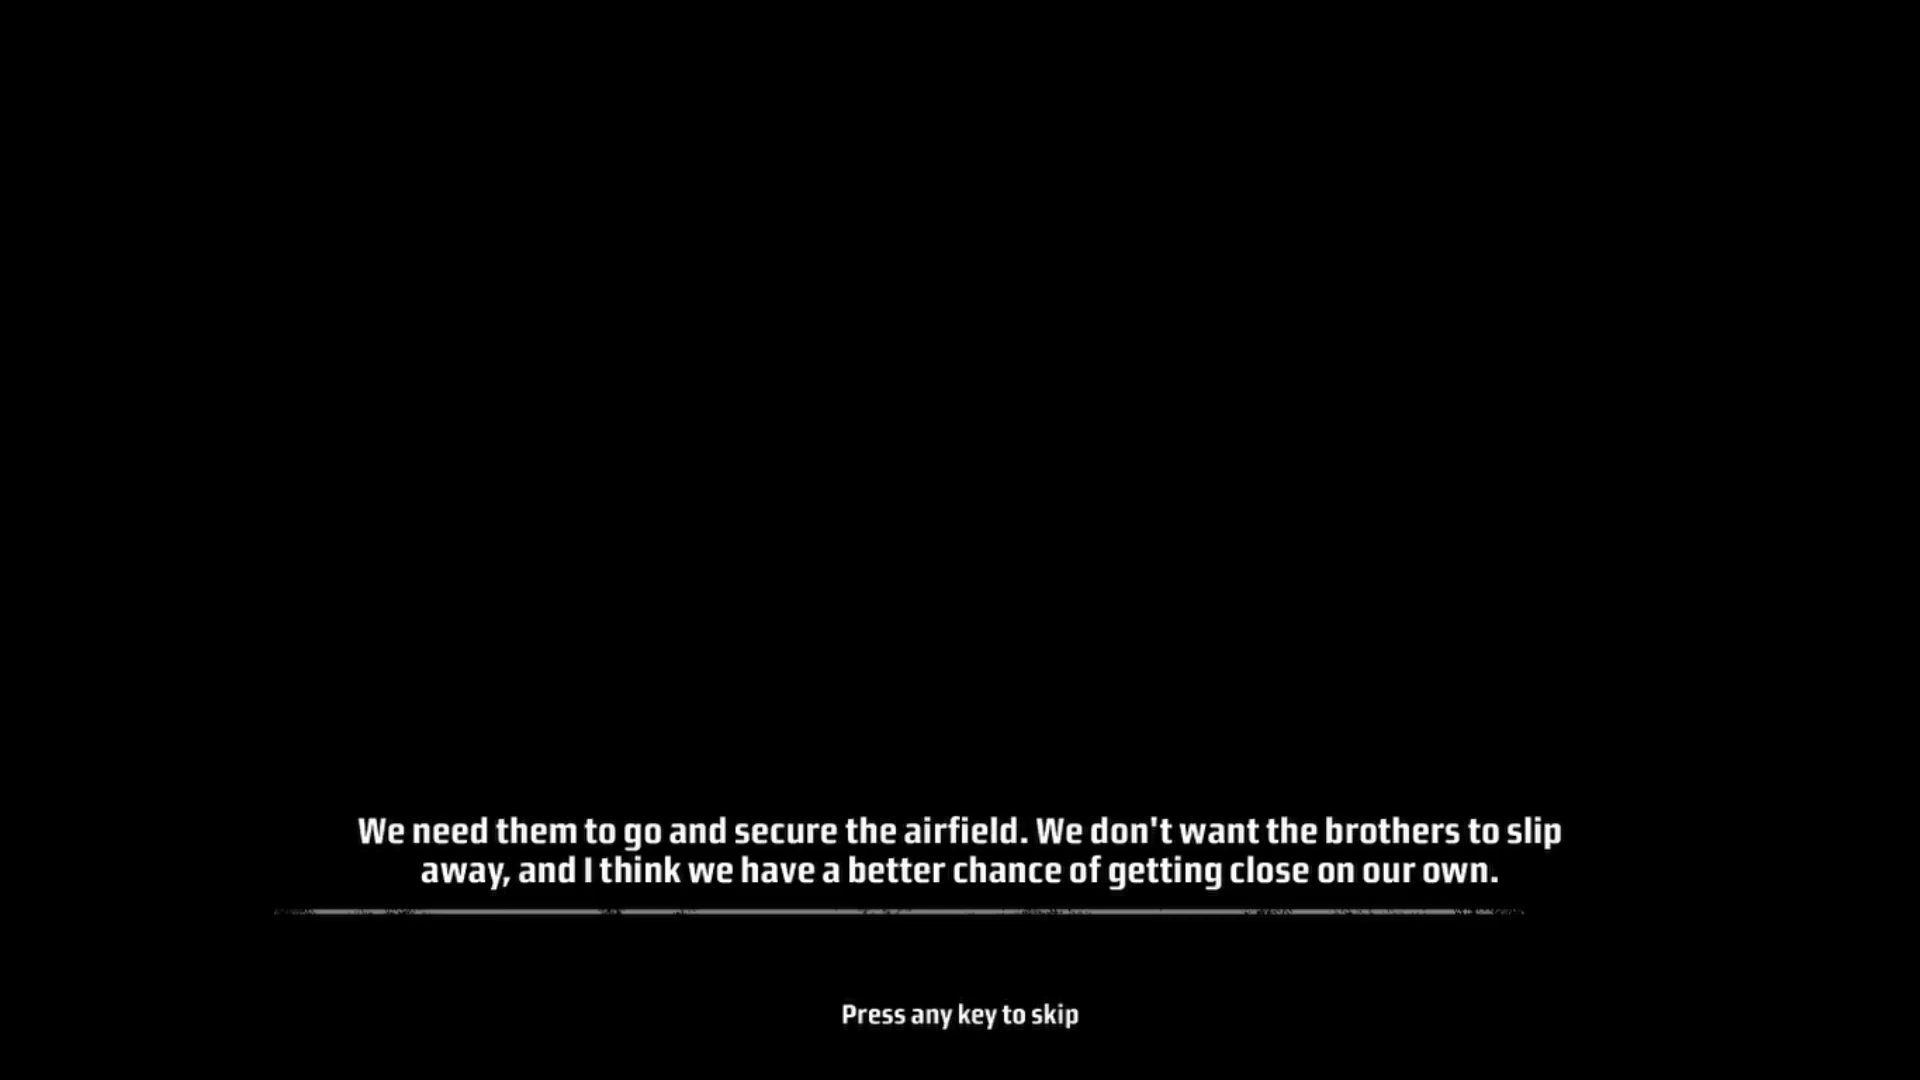 We need them to go and secure the airfield. We don't want the brothers to slip
away, and I think we have a better chance of getting close on our own.
Press any key to skip